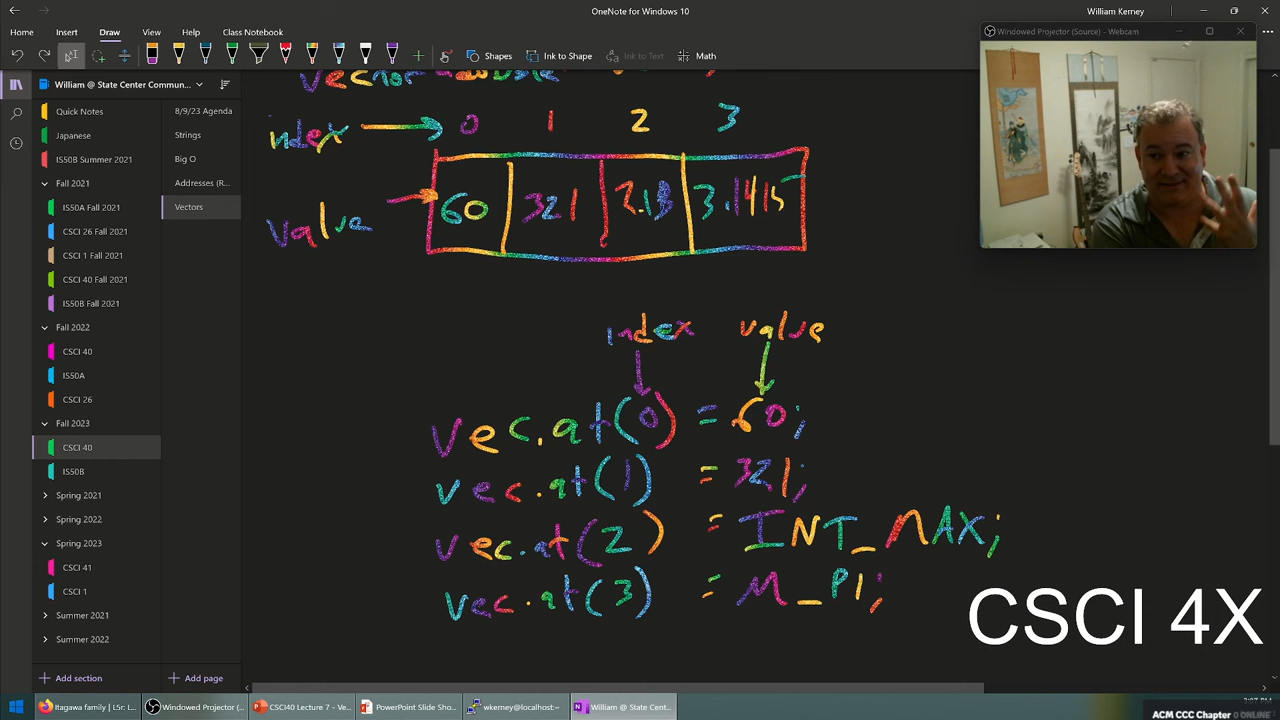 OneNote for Windows 10
William Kerney
Home Insert Draw View Help Class Notebook
Shapes Ink to Shape Ink to Text Math
Windowed Projector (Source) - Webcam
William @ State Center Commun...
Quick Notes
Japanese
IS50B Summer 2021
Fall 2021
IS50A Fall 2021
CSCI 26 Fall 2021
CSCI 1 Fall 2021
CSCI 40 Fall 2021
IS50B Fall 2021
Fall 2022
CSCI 40
IS50A
CSCI 26
Fall 2023
CSCI 40
IS50B
Spring 2021
Spring 2022
Spring 2023
CSCI 41
CSCI 1
Summer 2021
Summer 2022
Add section
8/9/23 Agenda
Strings
Big O
Addresses (R...
Vectors
Add page
index 0 1 2 3
value 60 321 2.13 3.1415
index value
vec.at(0) = 60;
vec.at(1) = 321;
vec.at(2) = INT_MAX;
vec.at(3) = M_PI;
CSCI 4X
Itagawa family | L5r: L...
Windowed Projector (...
CSCI40 Lecture 7 - Ve...
PowerPoint Slide Sho...
wkerney@localhost:~
William @ State Cent...
3:07 PM
ACM CCC Chapter 0 ONLINE